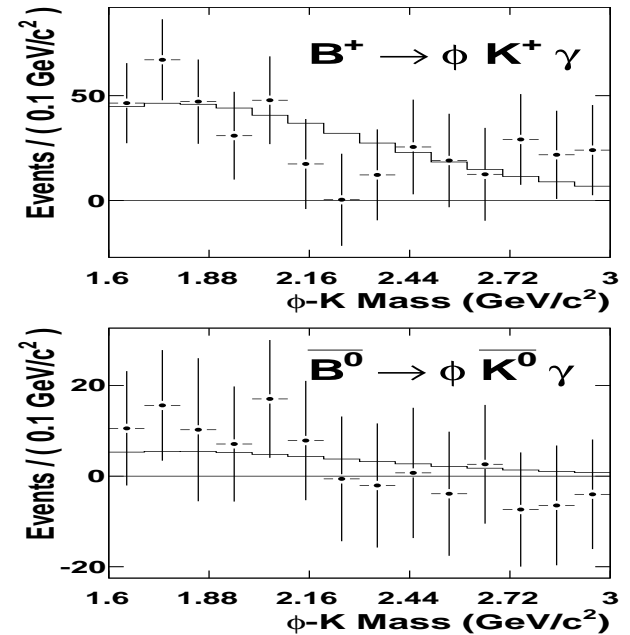 Events / ( 0.1 GeV/c² )
B⁺ → ϕ K⁺ γ
50
0
1.6 1.88 2.16 2.44 2.72 3
ϕ-K Mass (GeV/c²)
Events / ( 0.1 GeV/c² )
B̅⁰̅ → ϕ K̅⁰̅ γ
20
0
-20
1.6 1.88 2.16 2.44 2.72 3
ϕ-K Mass (GeV/c²)